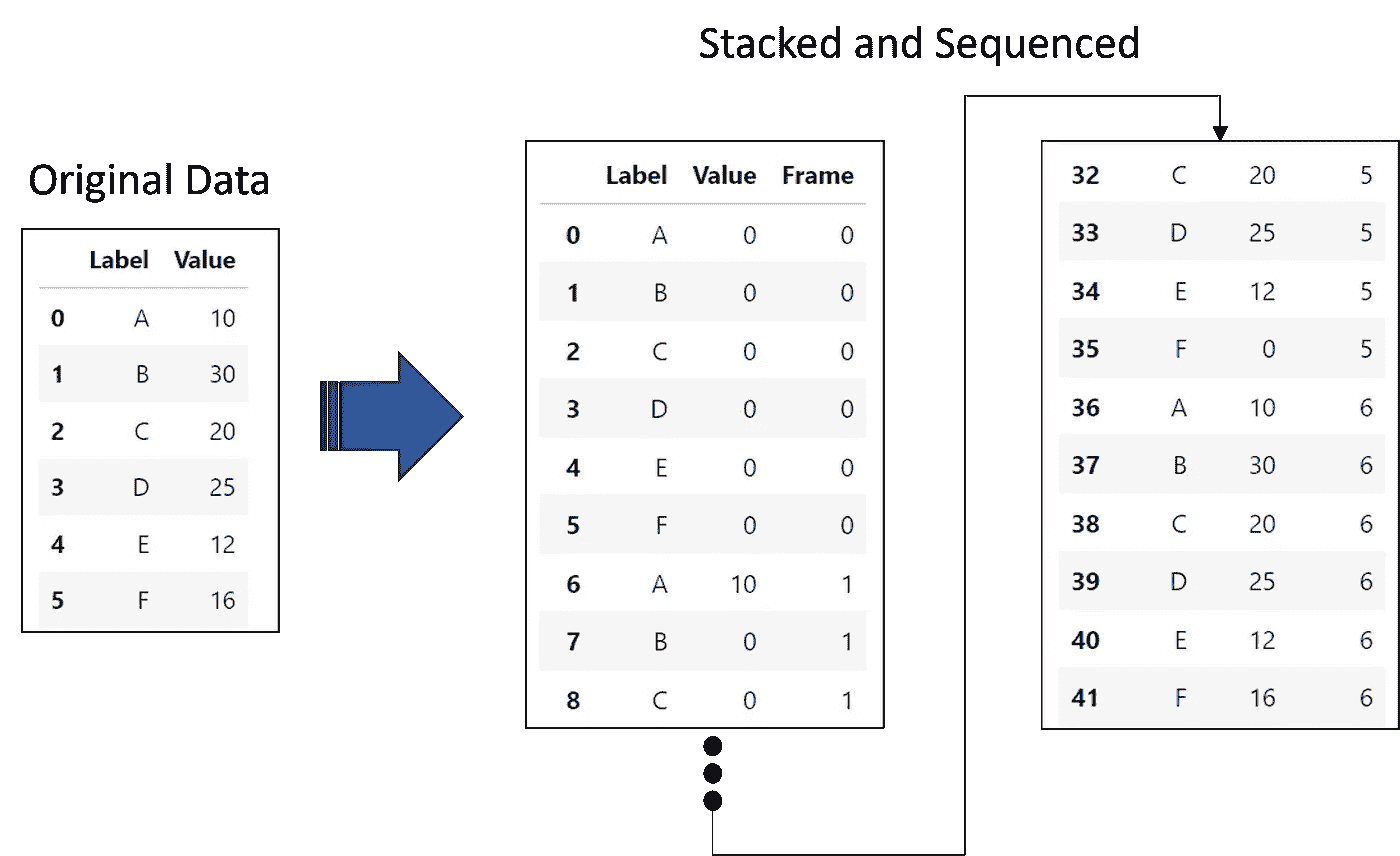 Stacked and Sequenced
Original Data
Label Value
0 A 10
1 B 30
2 C 20
3 D 25
4 E 12
5 F 16
Label Value Frame
0 A 0 0
1 B 0 0
2 C 0 0
3 D 0 0
4 E 0 0
5 F 0 0
6 A 10 1
7 B 0 1
8 C 0 1
32 C 20 5
33 D 25 5
34 E 12 5
35 F 0 5
36 A 10 6
37 B 30 6
38 C 20 6
39 D 25 6
40 E 12 6
41 F 16 6